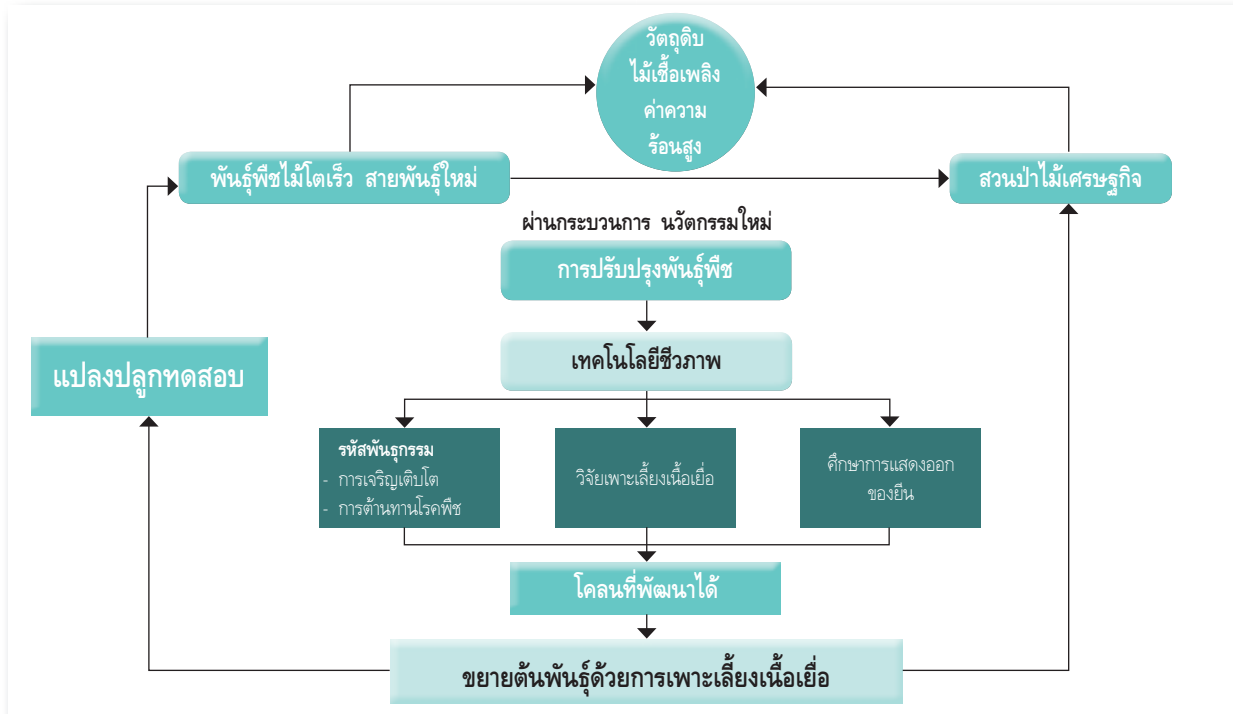 วัตถุดิบ
ไม้เชื้อเพลิง
ค่าความ
ร้อนสูง
พันธุ์พืชไม้โตเร็ว สายพันธุ์ใหม่
สวนป่าไม้เศรษฐกิจ
ผ่านกระบวนการ นวัตกรรมใหม่
การปรับปรุงพันธุ์พืช
เทคโนโลยีชีวภาพ
แปลงปลูกทดสอบ
รหัสพันธุกรรม
- การเจริญเติบโต
- การต้านทานโรคพืช
วิจัยเพาะเลี้ยงเนื้อเยื่อ
ศึกษาการแสดงออก
ของยีน
โคลนที่พัฒนาได้
ขยายต้นพันธุ์ด้วยการเพาะเลี้ยงเนื้อเยื่อ